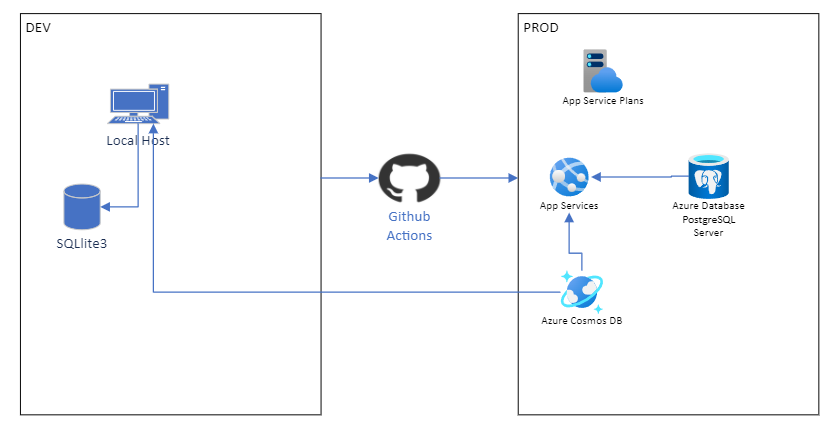 DEV
PROD
App Service Plans
Local Host
App Services
Azure Database
PostgreSQL
Server
Github
Actions
SQLlite3
Azure Cosmos DB